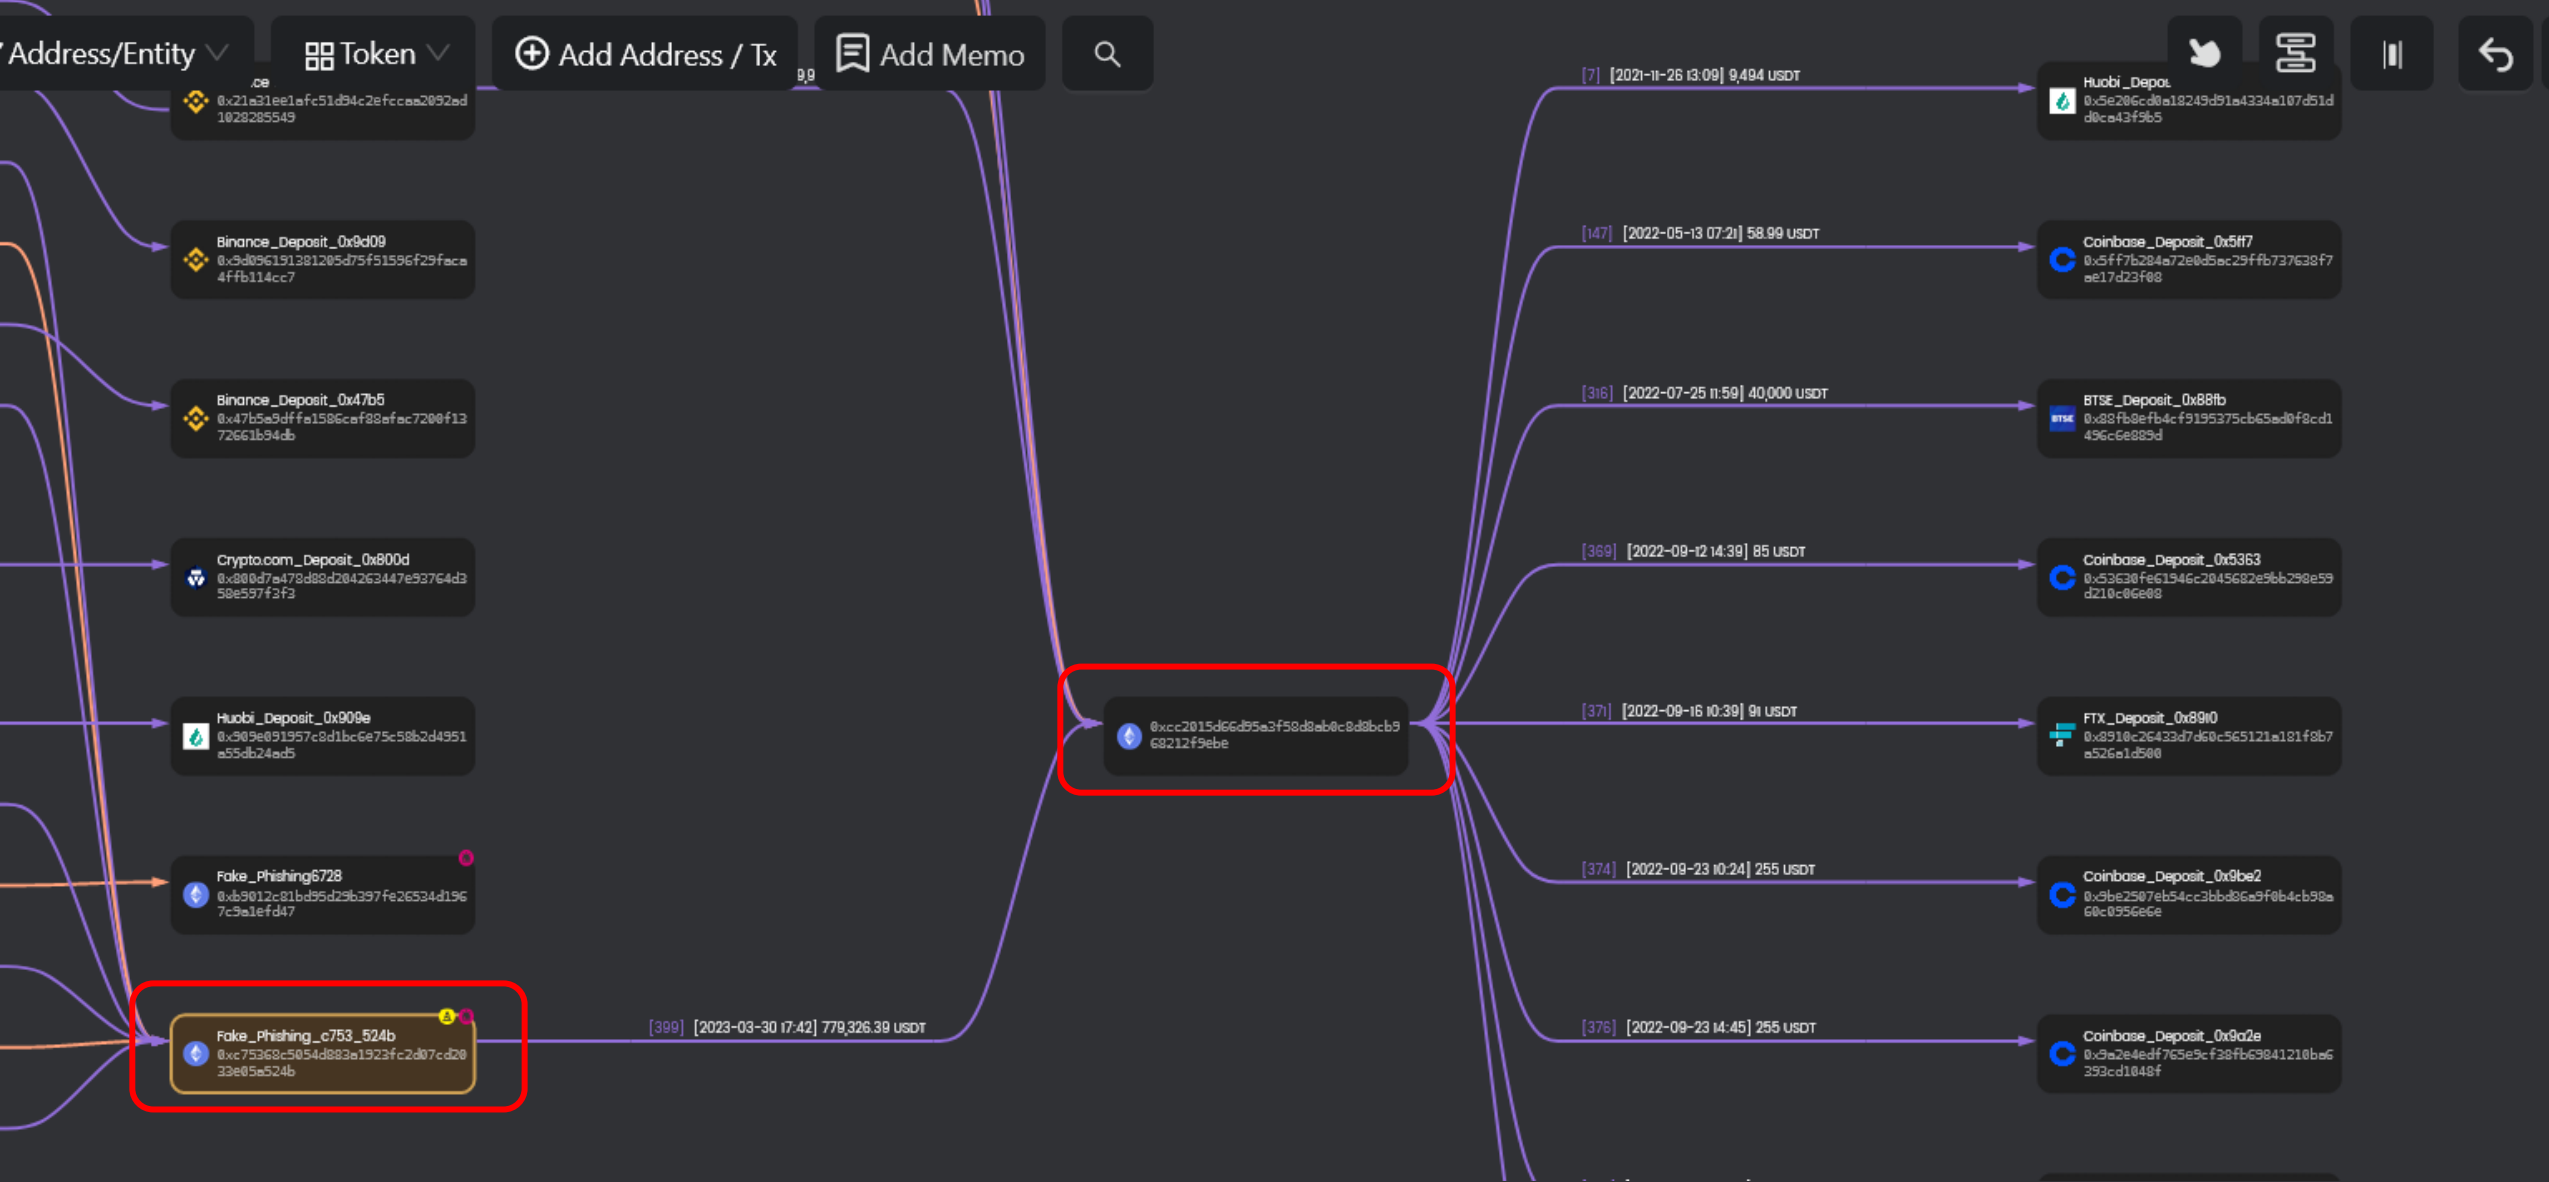 Address/Entity
Token
Add Address / Tx
Add Memo
0x21a31ee1afc51d94c2efccaa2092ad
1028285549
Binance_Deposit_0x9d09
0x9d096191381205d75f51596f29faca
4ffb114cc7
Binance_Deposit_0x47b5
0x47b5a9dffa1586caf88afac7200f13
72661b94db
Crypto.com_Deposit_0x800d
0x800d7a478d88d204263447e93764d3
58e597f3f3
Huobi_Deposit_0x909e
0x909e091957c8d1bc6e75c58b2d4951
a55db24ad5
Fake_Phishing6728
0xb9012c81bd95d29b397fe26534d196
7c9a1efd47
Fake_Phishing_c753_524b
0xc75368c5054d883a1923fc2d07cd20
33e05a524b
[399] [2023-03-30 17:42] 779,326.39 USDT
0xcc2015d66d95a3f58d8ab0c8d8bcb9
68212f9ebe
[7] [2021-11-26 13:09] 9,494 USDT
Huobi_Depos
0x5e206cd0a18249d91a4334a107d51d
d0ca43f9b5
[147] [2022-05-13 07:21] 58.99 USDT
Coinbase_Deposit_0x5ff7
0x5ff7b284a72e0d5ac29ffb737638f7
ae17d23f08
[316] [2022-07-25 11:59] 40,000 USDT
BTSE_Deposit_0x88fb
BTSE
0x88fb8efb4cf9195375cb65ad0f8cd1
496c6e889d
[369] [2022-09-12 14:39] 85 USDT
Coinbase_Deposit_0x5363
0x53630fe61946c2045682e9bb298e59
d210c06e08
[371] [2022-09-16 10:39] 91 USDT
FTX_Deposit_0x8910
0x8910c26433d7d60c565121a181f8b7
a526a1d500
[374] [2022-09-23 10:24] 255 USDT
Coinbase_Deposit_0x9be2
0x9be2507eb54cc3bbd86a9f0b4cb98a
60c0956e6e
[376] [2022-09-23 14:45] 255 USDT
Coinbase_Deposit_0x9a2e
0x9a2e4edf765e9cf38fb69841210ba6
393cd1048f